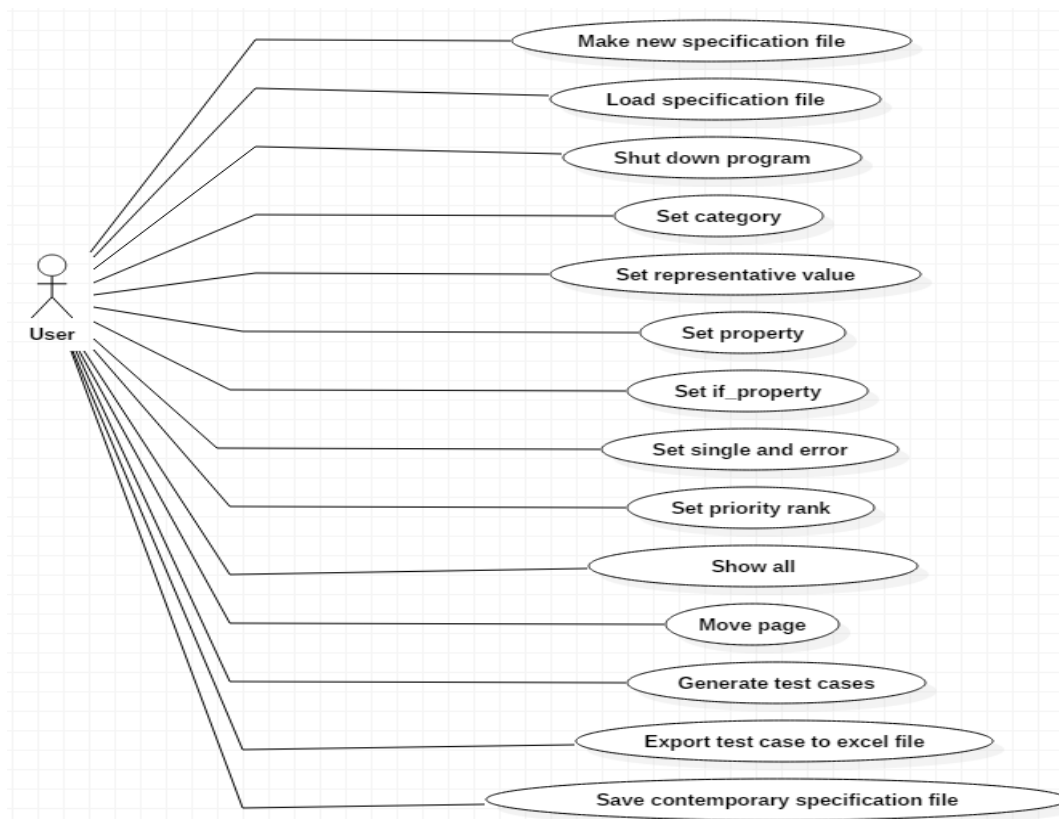 Make new specification file
Load specification file
Shut down program
Set category
Set representative value
User
Set property
Set if_property
Set single and error
Set priority rank
Show all
Move page
Generate test cases
Export test case to excel file
Save contemporary specification file